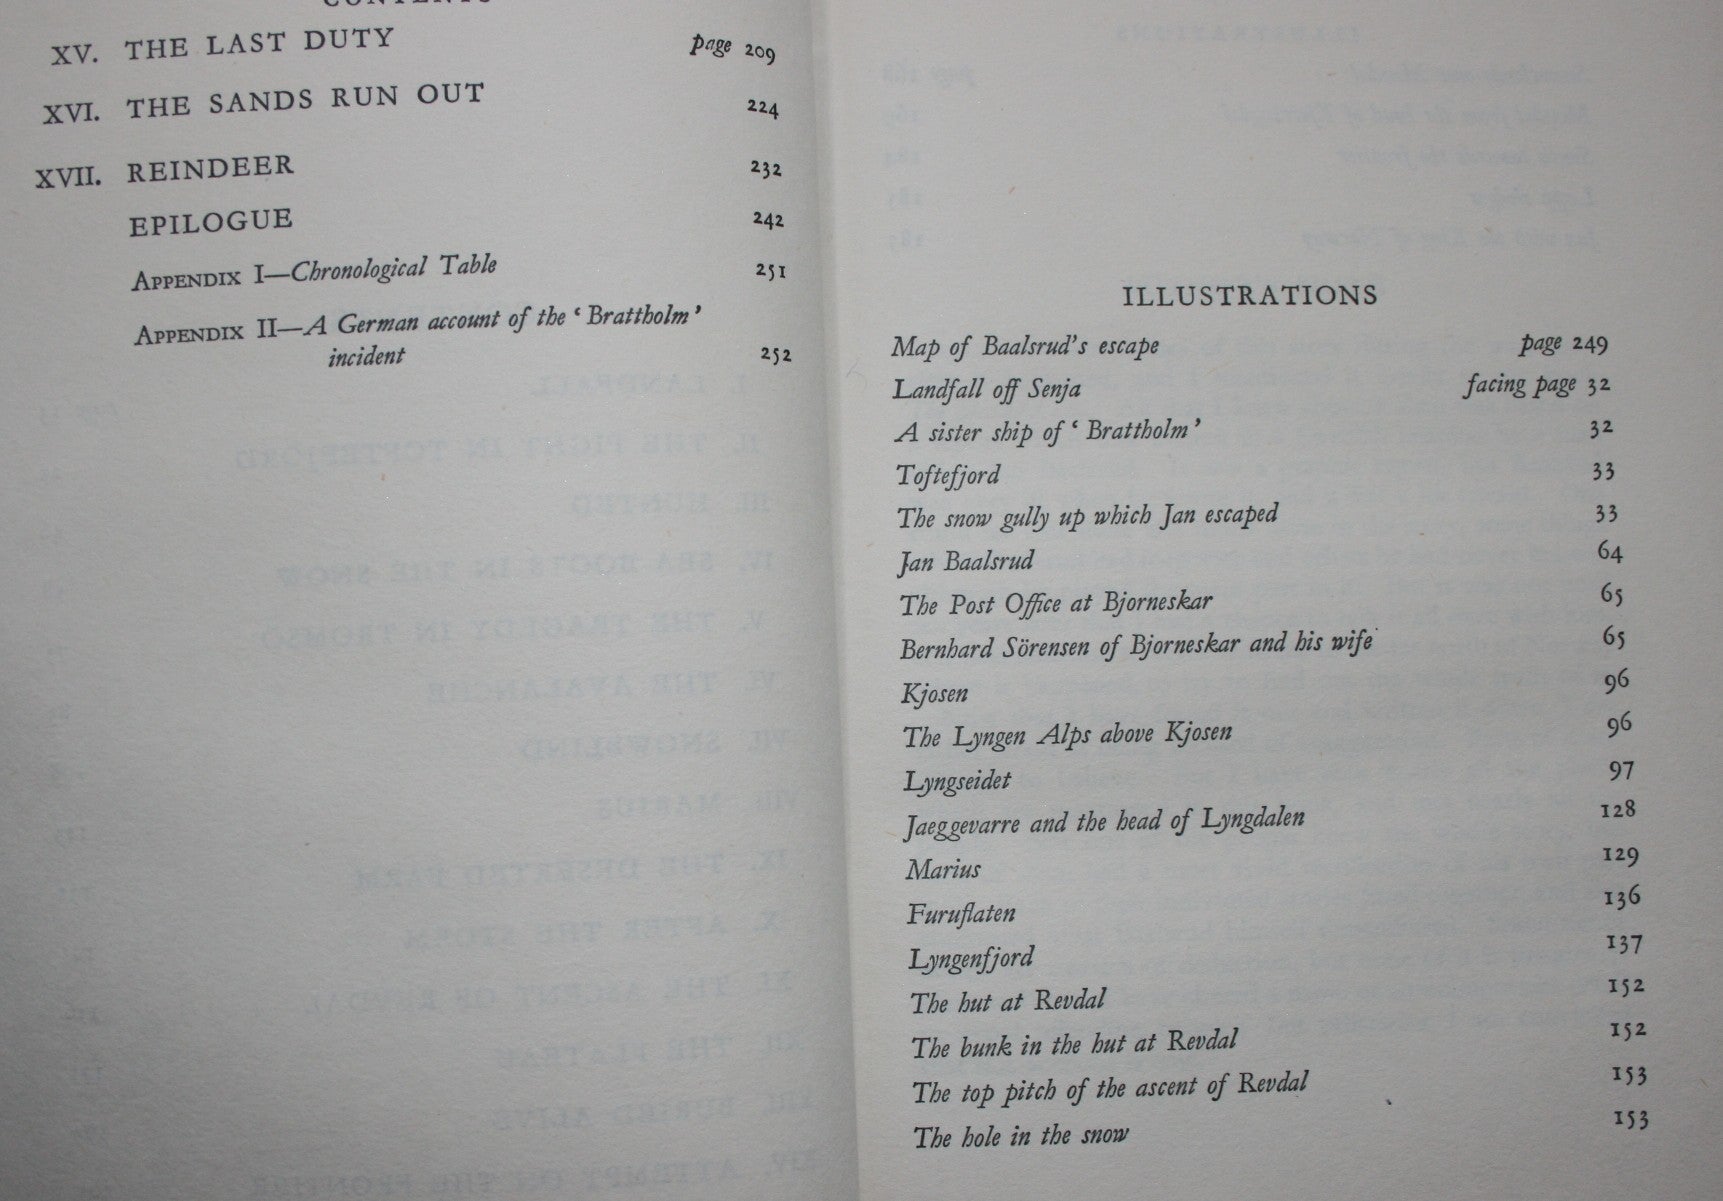 CONTENTS
XV. THE LAST DUTY page 209
XVI. THE SANDS RUN OUT 224
XVII. REINDEER 232
EPILOGUE 242
APPENDIX I—Chronological Table 251
APPENDIX II—A German account of the ‘Brattholm’
incident 252
ILLUSTRATIONS
Map of Baalsrud's escape page 249
Landfall off Senja facing page 32
A sister ship of ‘Brattholm’ 32
Toftefjord 33
The snow gully up which Jan escaped 33
Jan Baalsrud 64
The Post Office at Bjorneskar 65
Bernhard Sörensen of Bjorneskar and his wife 65
Kjosen 96
The Lyngen Alps above Kjosen 96
Lyngseidet 97
Jaeggevarre and the head of Lyngdalen 128
Marius 129
Furuflaten 136
Lyngenfjord 137
The hut at Revdal 152
The bunk in the hut at Revdal 152
The top pitch of the ascent of Revdal 153
The hole in the snow 153